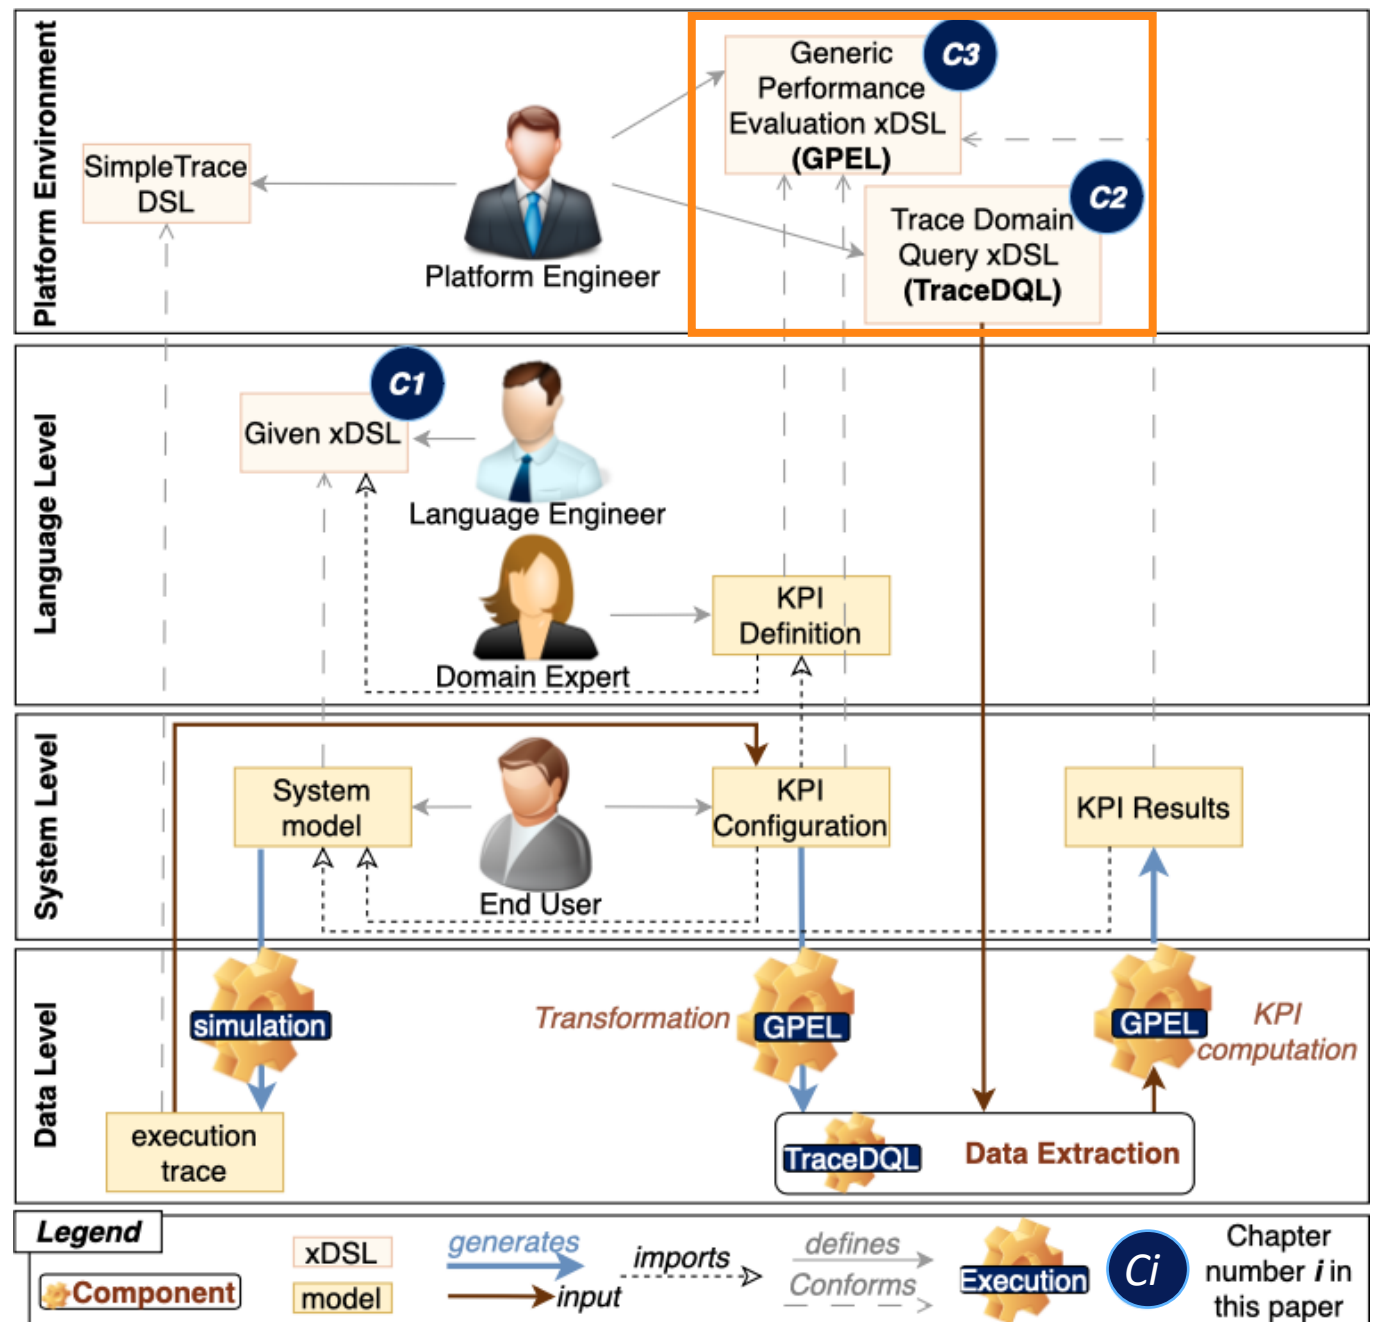 Platform Environment
SimpleTrace
DSL
Platform Engineer
Generic
Performance
Evaluation xDSL
(GPEL)
C3
Trace Domain
Query xDSL
(TraceDQL)
C2
Language Level
Given xDSL
C1
Language Engineer
Domain Expert
KPI
Definition
System Level
System
model
End User
KPI
Configuration
KPI Results
Data Level
simulation
Transformation
GPEL
GPEL
KPI
computation
execution
trace
TraceDQL
Data Extraction
Legend
Component
xDSL
model
generates
input
imports
defines
Conforms
Execution
Ci
Chapter
number i in
this paper